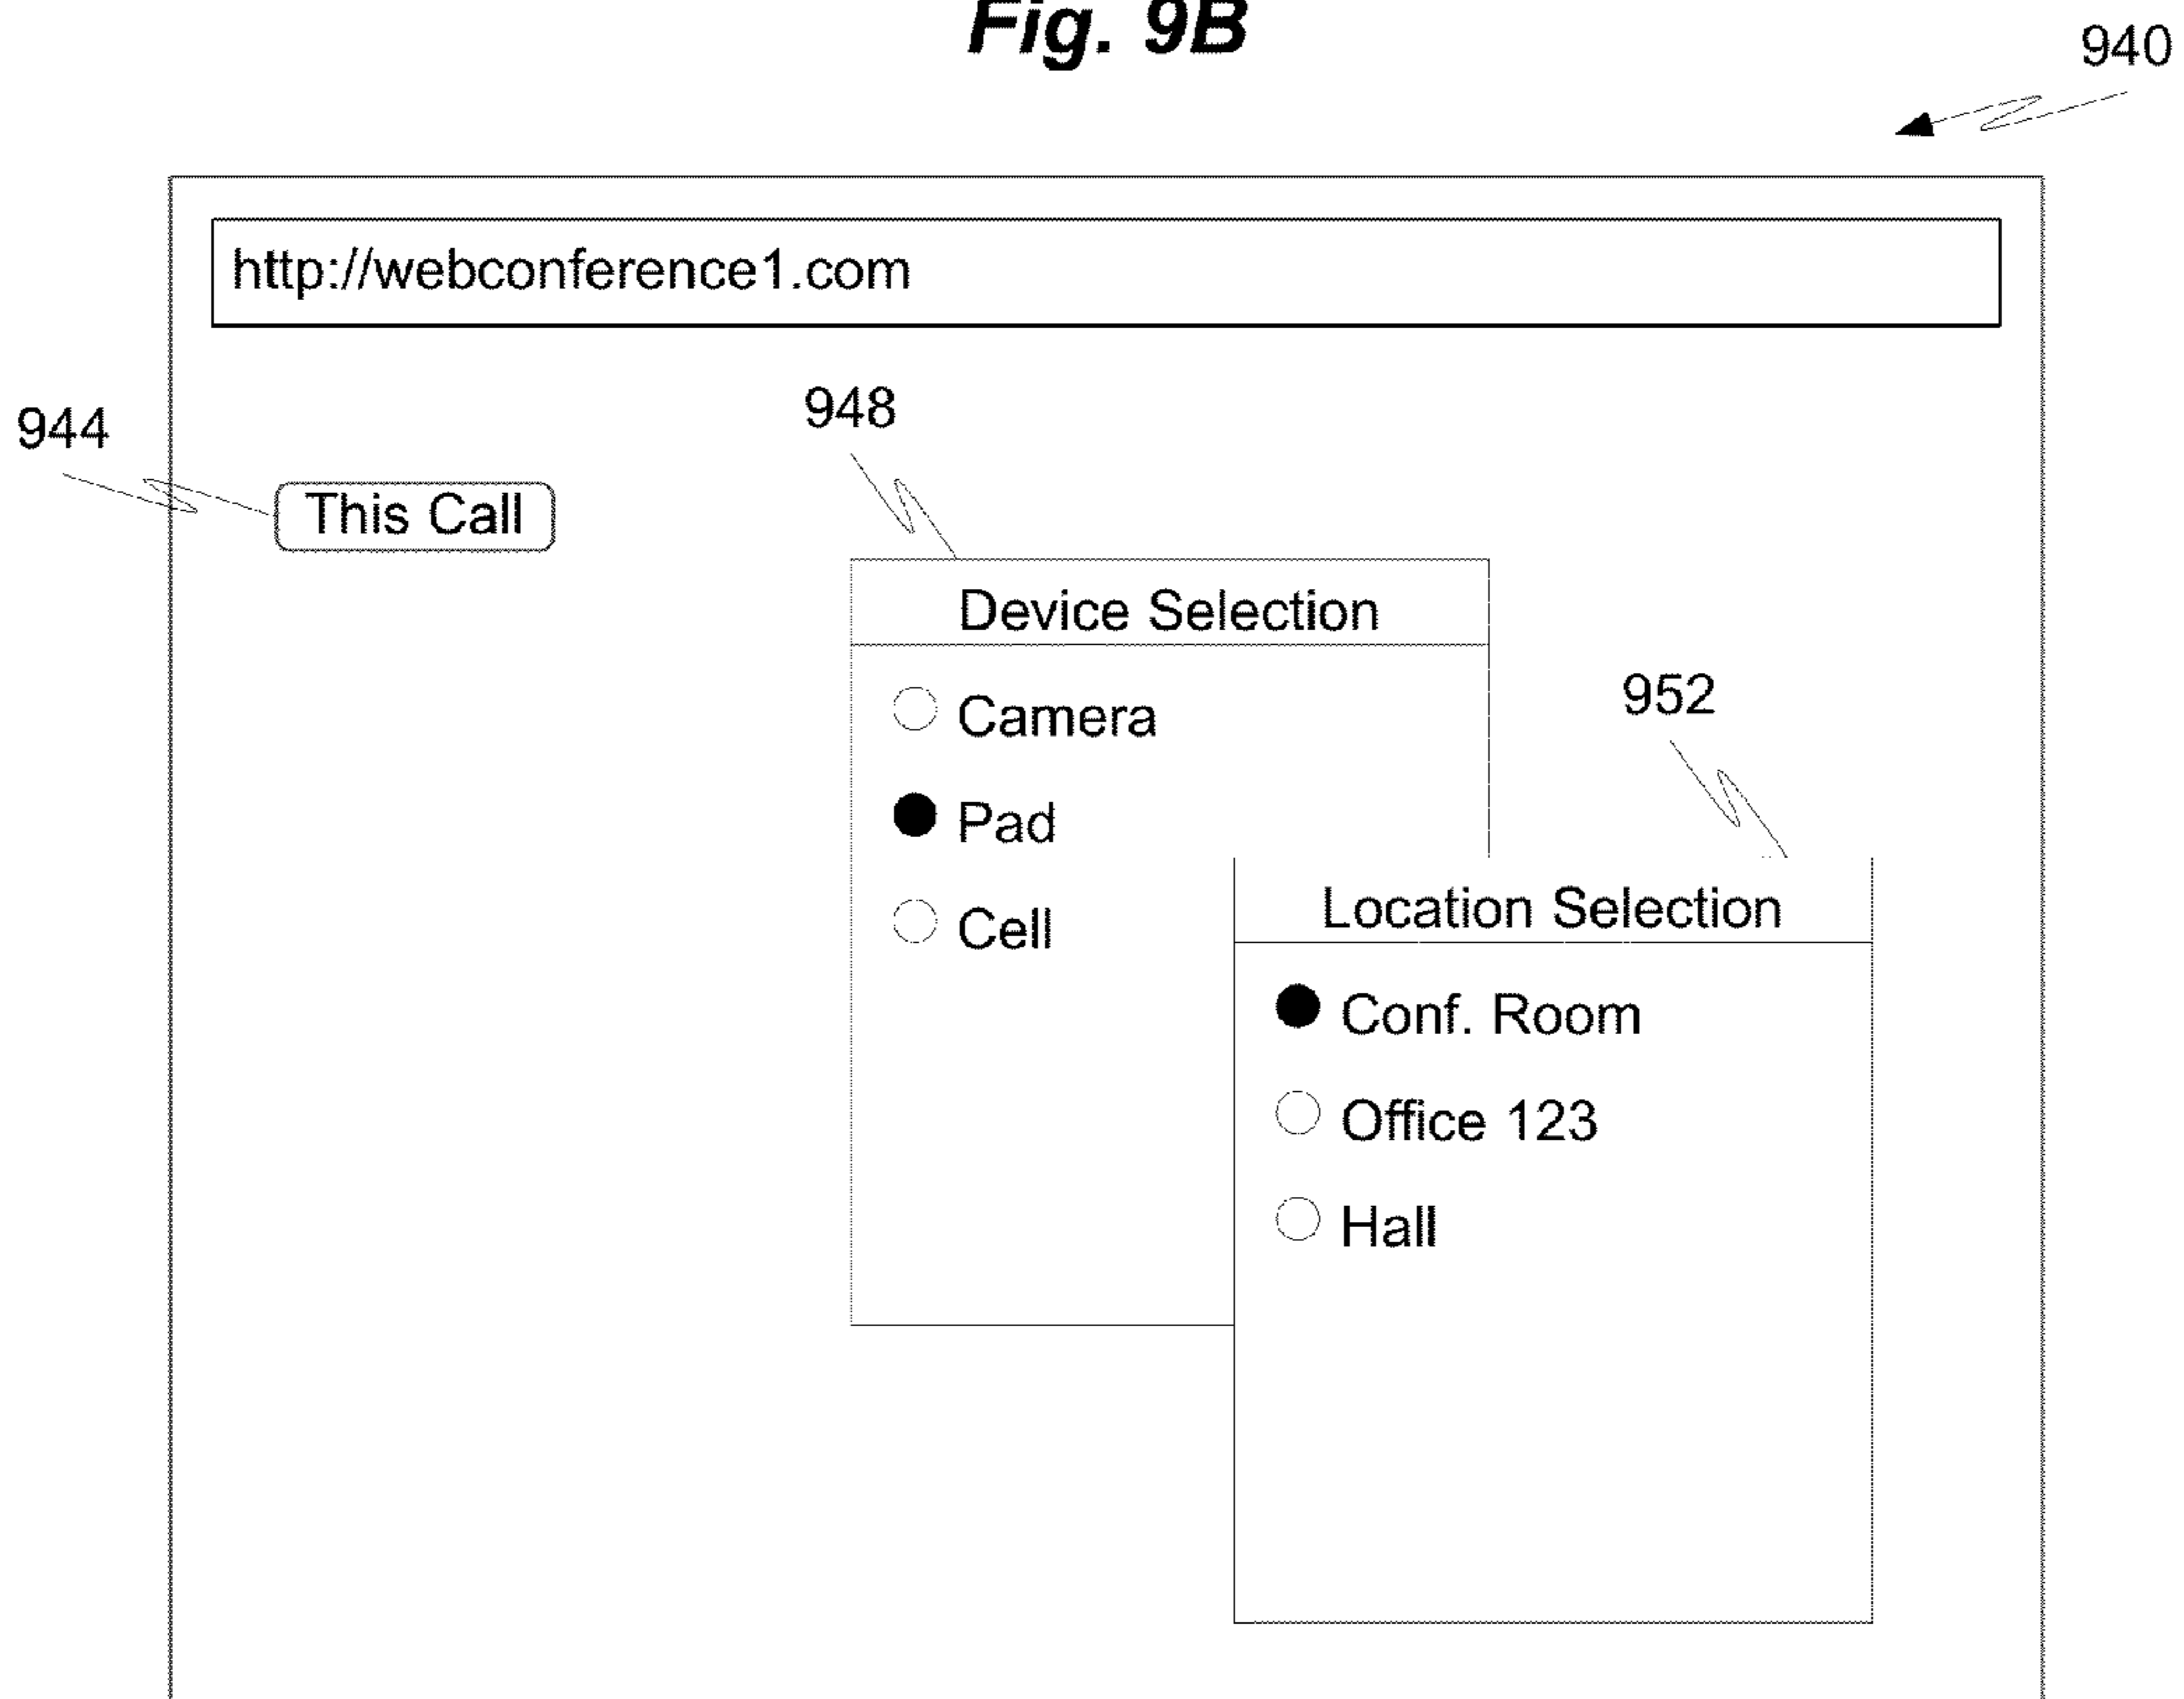 Fig. 9B
940
http://webconference1.com
944
948
This Call
Device Selection
Camera
952
Pad
Location Selection
Cell
Conf. Room
Office 123
Hall